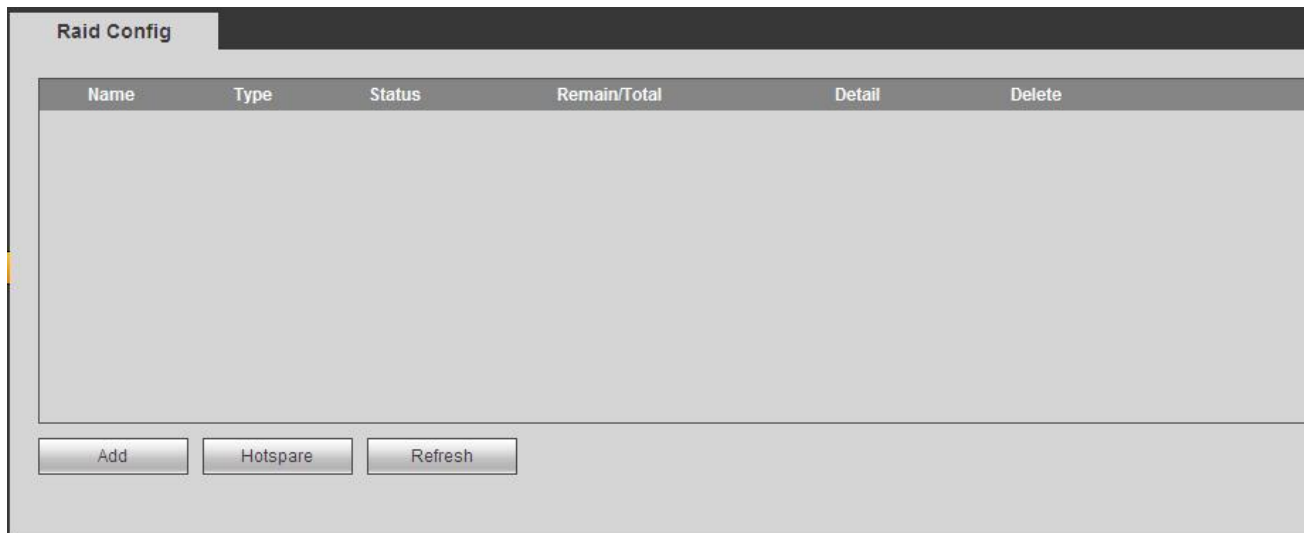 Raid Config
Name Type Status Remain/Total Detail Delete
Add Hotspare Refresh